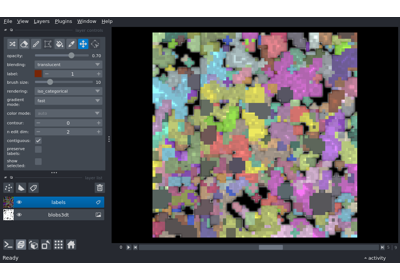 File View Layers Plugins Window Help
opacity: 0.70
blending: translucent
label: 1
brush size: 10
rendering: iso_categorical
gradient mode: fast
color mode:
contour: 0
n edit dim: 2
contiguous:
preserve labels:
show selected:
labels
blobs3dt
0
Ready
activity